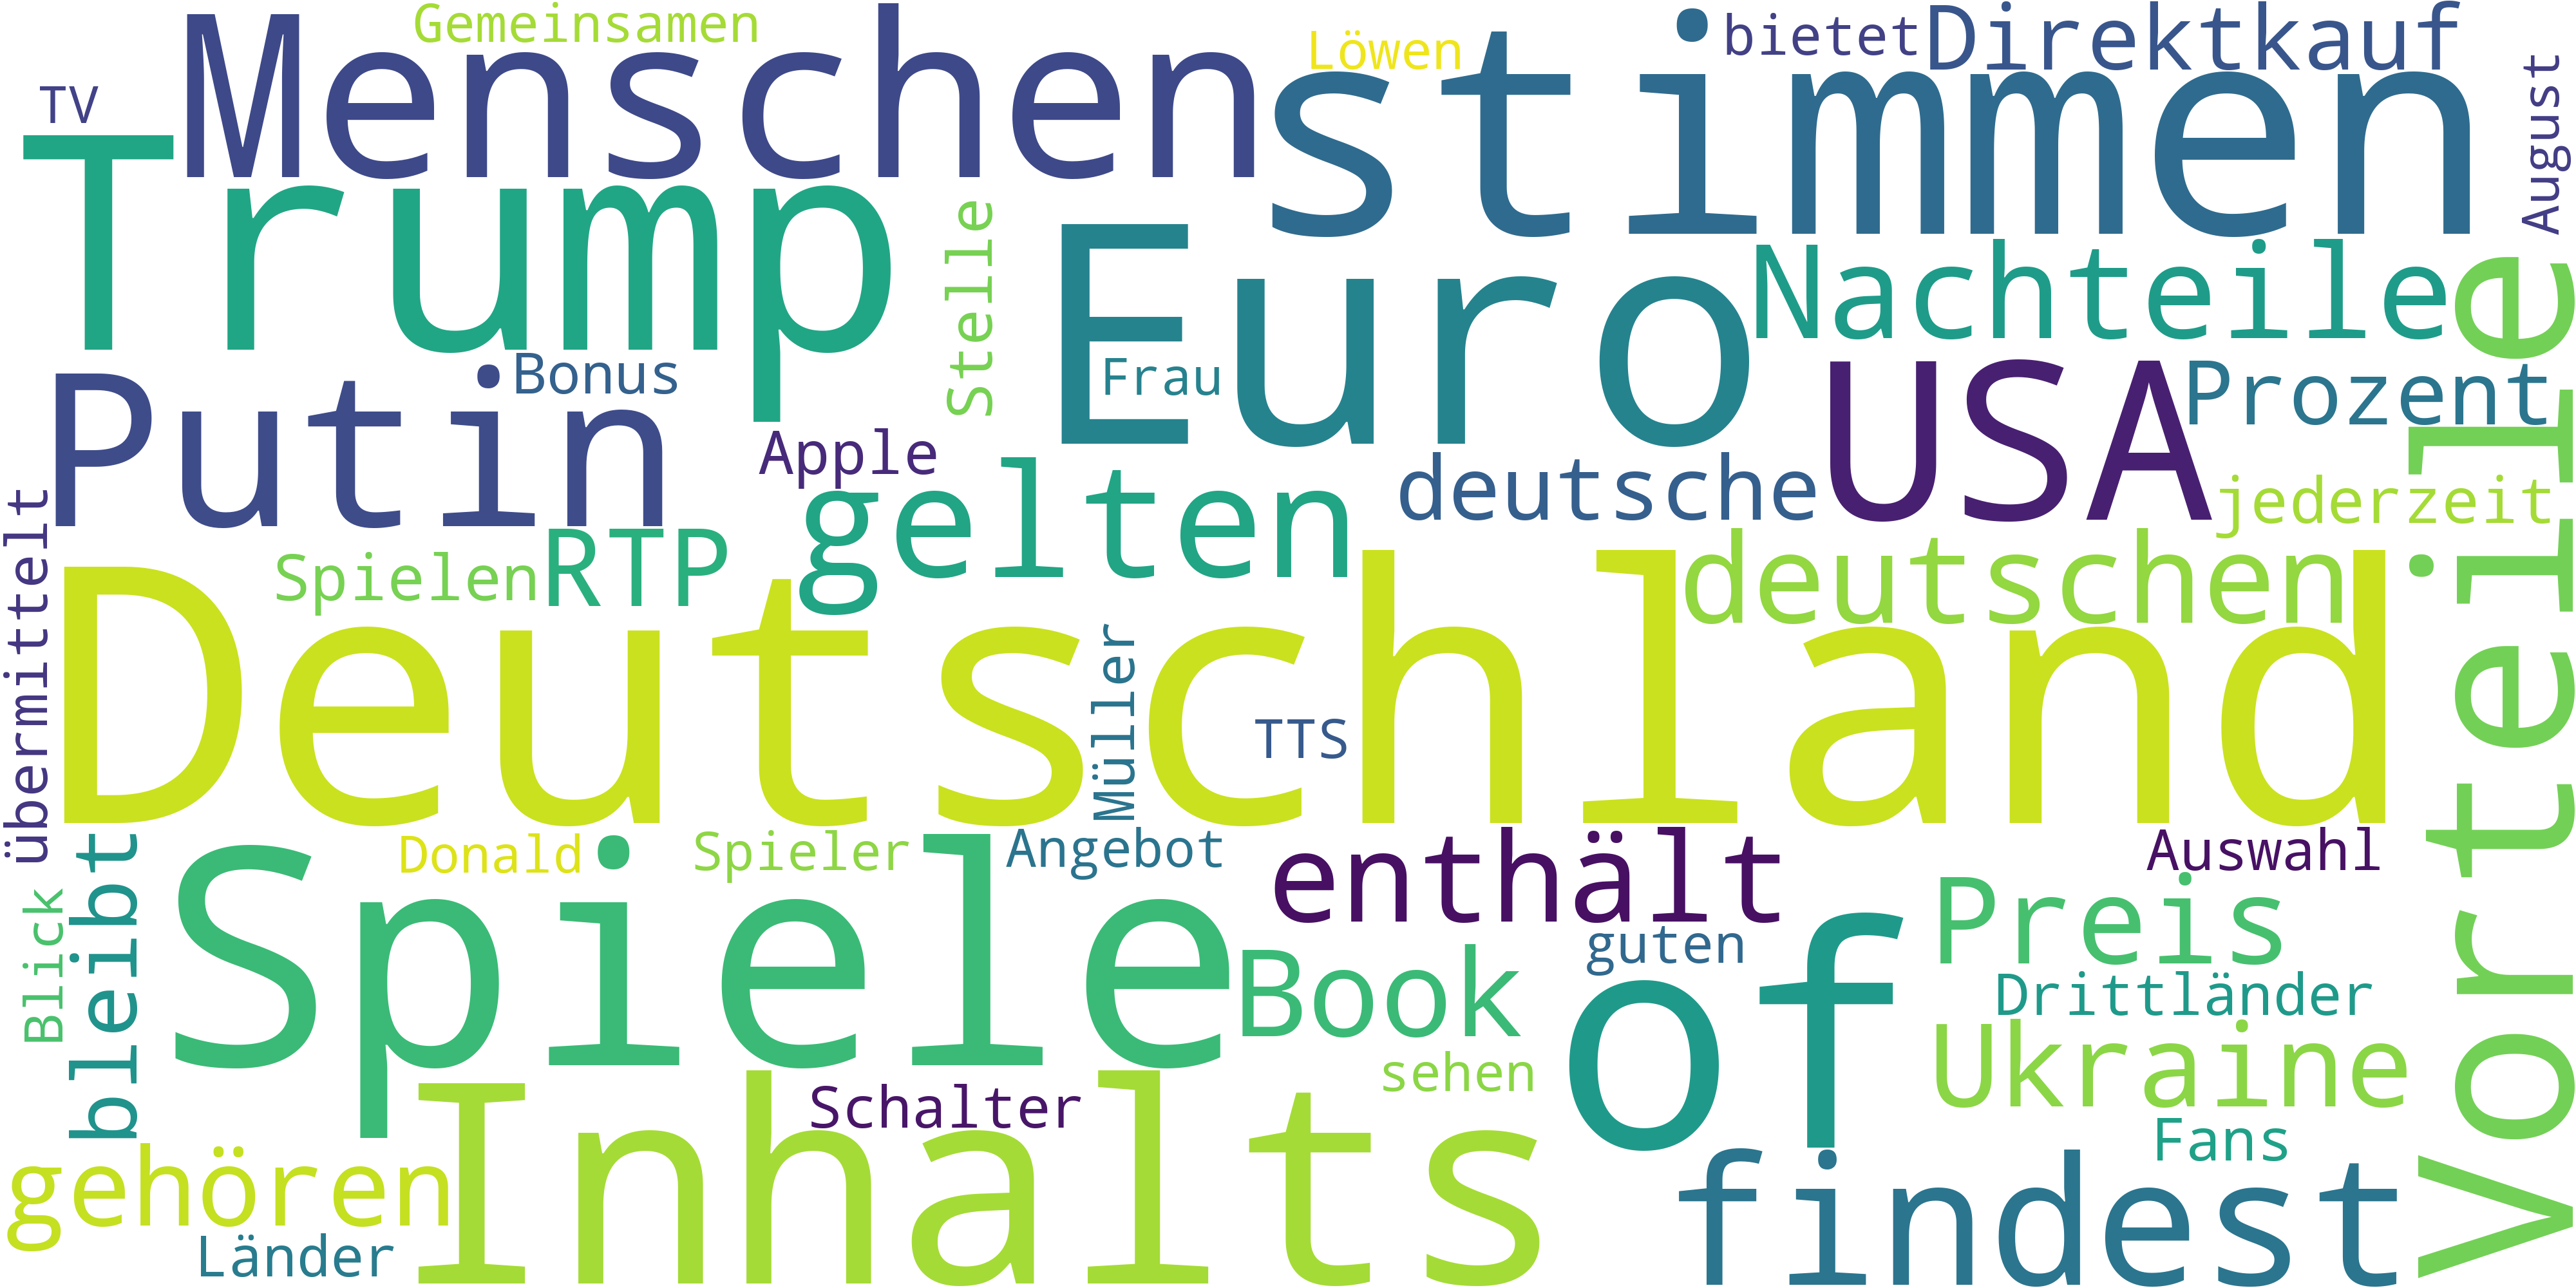 Gemeinsamen
Menschen
TV
Löwen
stimmen
bietet
Direktkauf
August
Trump
Stelle
Euro
Nachteile
Vorteile
Putin
Bonus
Frau
USA
Prozent
Apple
gelten
deutsche
jederzeit
übermittelt
Spielen
RTP
deutschen
Deutschland
Müller
TTS
bleibt
Donald
Spieler
Angebot
enthält
Auswahl
Blick
Spiele
Book
guten
of
Preis
Drittländer
sehen
Ukraine
Schalter
Inhalts
Fans
gehören
findest
Länder